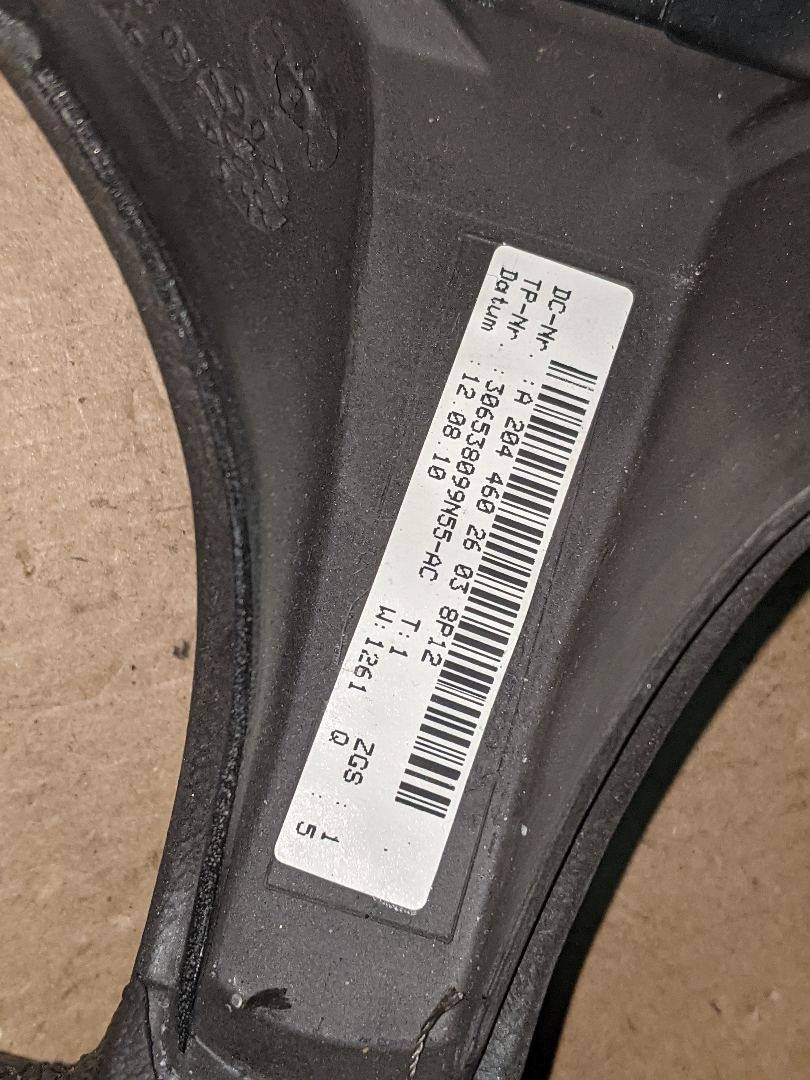 DC-Nr. :A 204 460 26 03 8P12
TP-Nr. :306538099N55-AC T:1 ZGS : 1
Datum : 12.08.10 W:1261 Q : 5